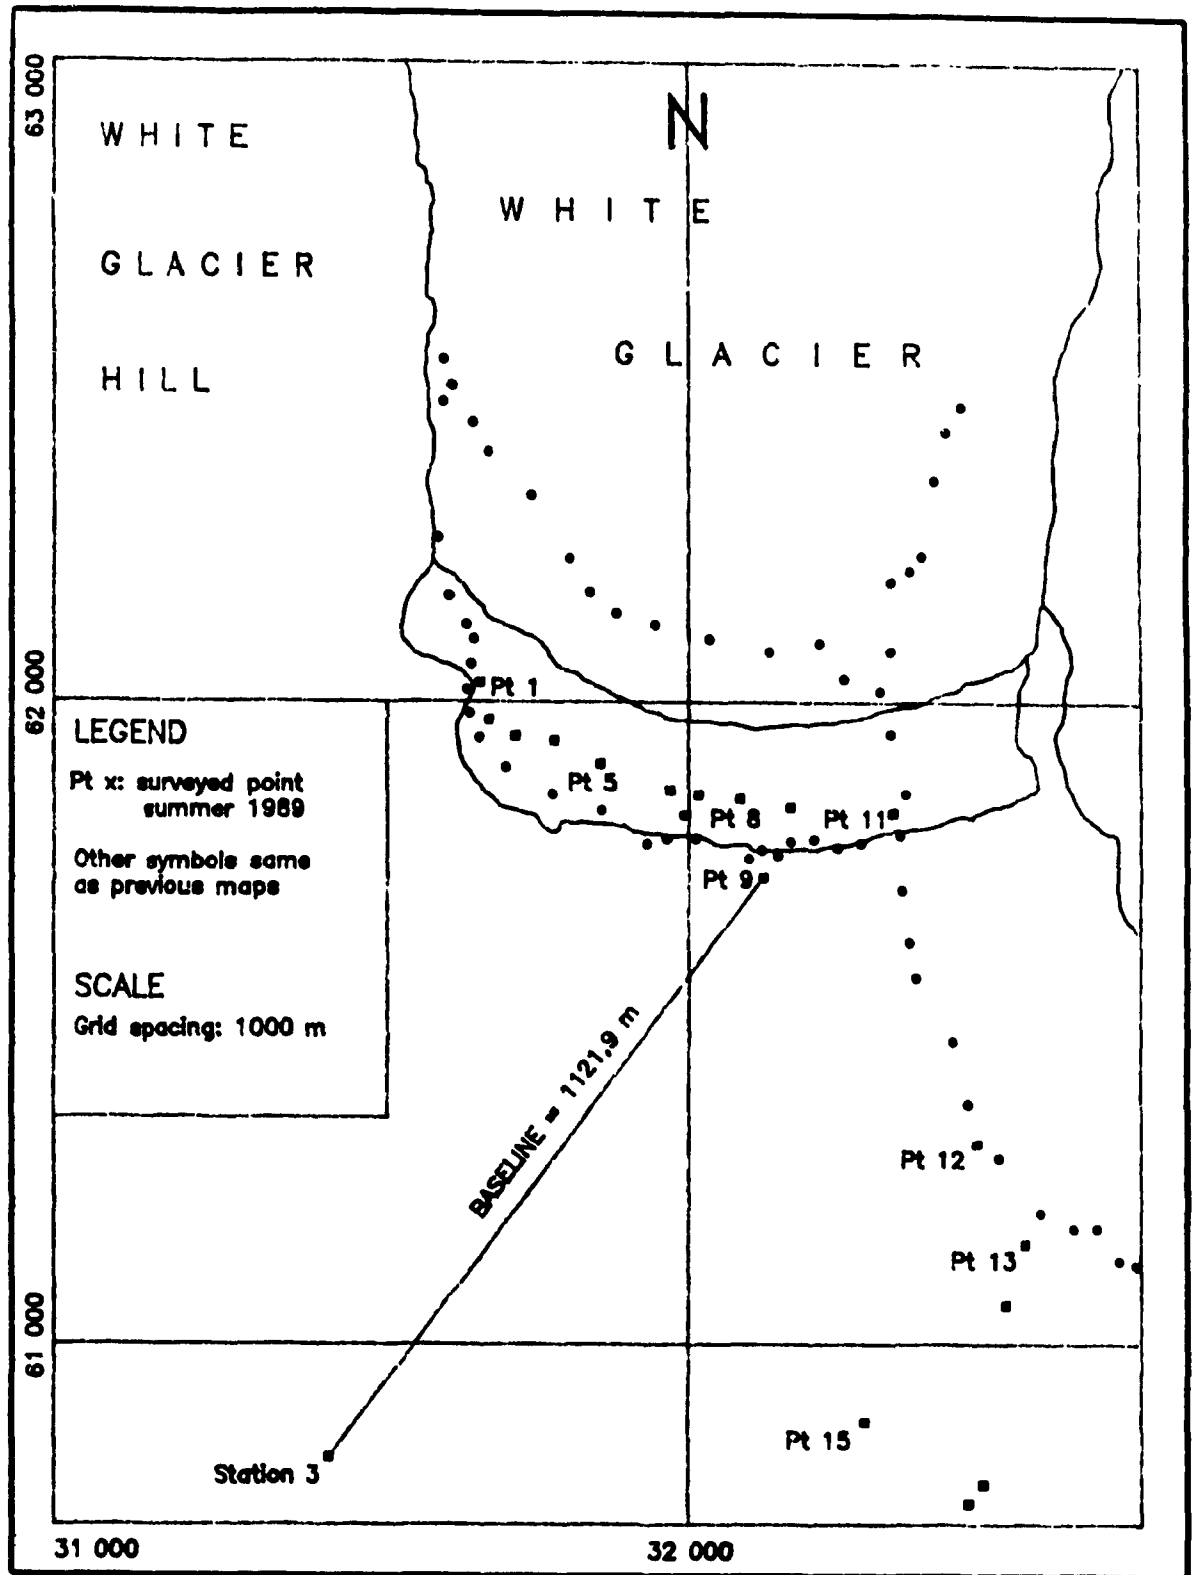 63 000
WHITE
GLACIER
HILL
N
WHITE
GLACIER
62 000
Pt 1
LEGEND
Pt x: surveyed point
summer 1989
Other symbols same
as previous maps
SCALE
Grid spacing: 1000 m
Pt 5
Pt 8
Pt 11
Pt 9
BASELINE = 1121.9 m
Pt 12
Pt 13
61 000
Pt 15
Station 3
31 000
32 000